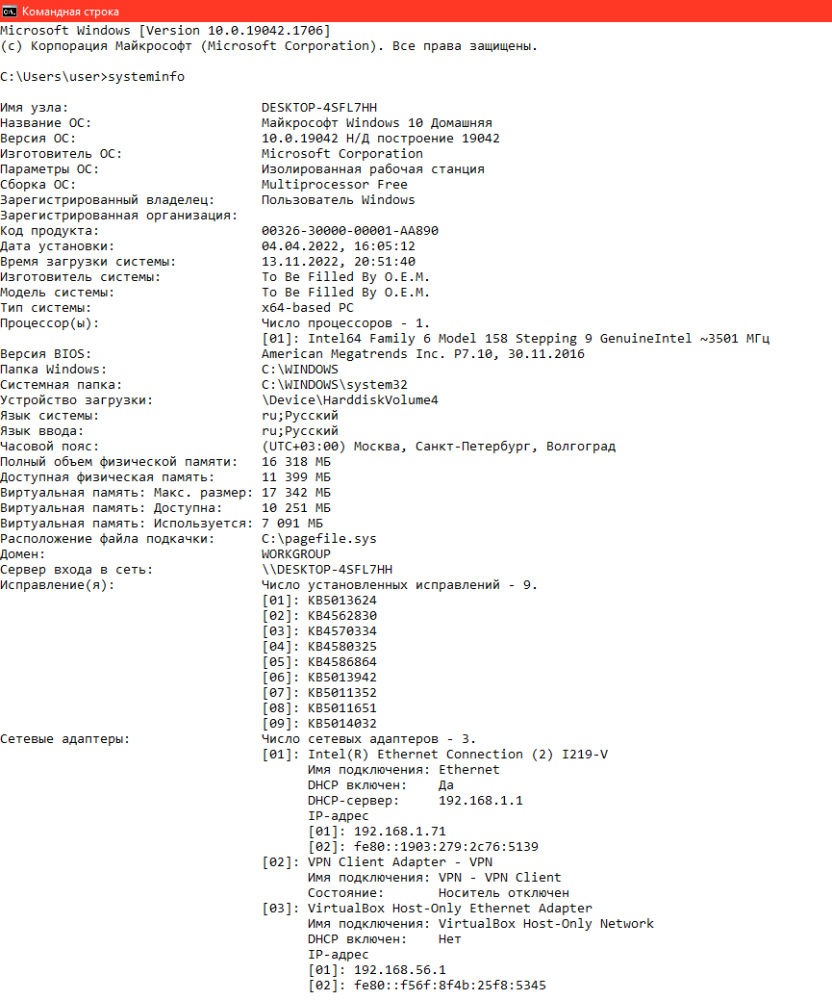 Командная строка
Microsoft Windows [Version 10.0.19042.1706]
(c) Корпорация Майкрософт (Microsoft Corporation). Все права защищены.
C:\Users\user>systeminfo
Имя узла: DESKTOP-4SFL7HH
Название ОС: Майкрософт Windows 10 Домашняя
Версия ОС: 10.0.19042 Н/Д построение 19042
Изготовитель ОС: Microsoft Corporation
Параметры ОС: Изолированная рабочая станция
Сборка ОС: Multiprocessor Free
Зарегистрированный владелец: Пользователь Windows
Зарегистрированная организация:
Код продукта: 00326-30000-00001-AA890
Дата установки: 04.04.2022, 16:05:12
Время загрузки системы: 13.11.2022, 20:51:40
Изготовитель системы: To Be Filled By O.E.M.
Модель системы: To Be Filled By O.E.M.
Тип системы: x64-based PC
Процессор(ы): Число процессоров - 1.
[01]: Intel64 Family 6 Model 158 Stepping 9 GenuineIntel ~3501 МГц
Версия BIOS: American Megatrends Inc. P7.10, 30.11.2016
Папка Windows: C:\WINDOWS
Системная папка: C:\WINDOWS\system32
Устройство загрузки: \Device\HarddiskVolume4
Язык системы: ru;Русский
Язык ввода: ru;Русский
Часовой пояс: (UTC+03:00) Москва, Санкт-Петербург, Волгоград
Полный объем физической памяти: 16 318 МБ
Доступная физическая память: 11 399 МБ
Виртуальная память: Макс. размер: 17 342 МБ
Виртуальная память: Доступна: 10 251 МБ
Виртуальная память: Используется: 7 091 МБ
Расположение файла подкачки: C:\pagefile.sys
Домен: WORKGROUP
Сервер входа в сеть: \\DESKTOP-4SFL7HH
Исправление(я): Число установленных исправлений - 9.
[01]: KB5013624
[02]: KB4562830
[03]: KB4570334
[04]: KB4580325
[05]: KB4586864
[06]: KB5013942
[07]: KB5011352
[08]: KB5011651
[09]: KB5014032
Сетевые адаптеры: Число сетевых адаптеров - 3.
[01]: Intel(R) Ethernet Connection (2) I219-V
Имя подключения: Ethernet
DHCP включен: Да
DHCP-сервер: 192.168.1.1
IP-адрес
[01]: 192.168.1.71
[02]: fe80::1903:279:2c76:5139
[02]: VPN Client Adapter - VPN
Имя подключения: VPN - VPN Client
Состояние: Носитель отключен
[03]: VirtualBox Host-Only Ethernet Adapter
Имя подключения: VirtualBox Host-Only Network
DHCP включен: Нет
IP-адрес
[01]: 192.168.56.1
[02]: fe80::f56f:8f4b:25f8:5345